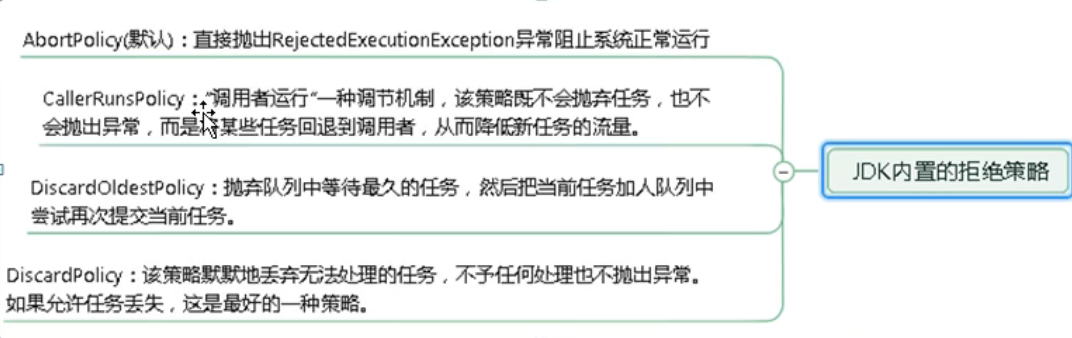 AbortPolicy(默认)：直接抛出RejectedExecutionException异常阻止系统正常运行
CallerRunsPolicy："调用者运行"一种调节机制，该策略既不会抛弃任务，也不
会抛出异常，而是某些任务回退到调用者，从而降低新任务的流量。
DiscardOldestPolicy：抛弃队列中等待最久的任务，然后把当前任务加人队列中
尝试再次提交当前任务。
DiscardPolicy：该策略默默地丢弃无法处理的任务，不予任何处理也不抛出异常。
如果允许任务丢失，这是最好的一种策略。
JDK内置的拒绝策略